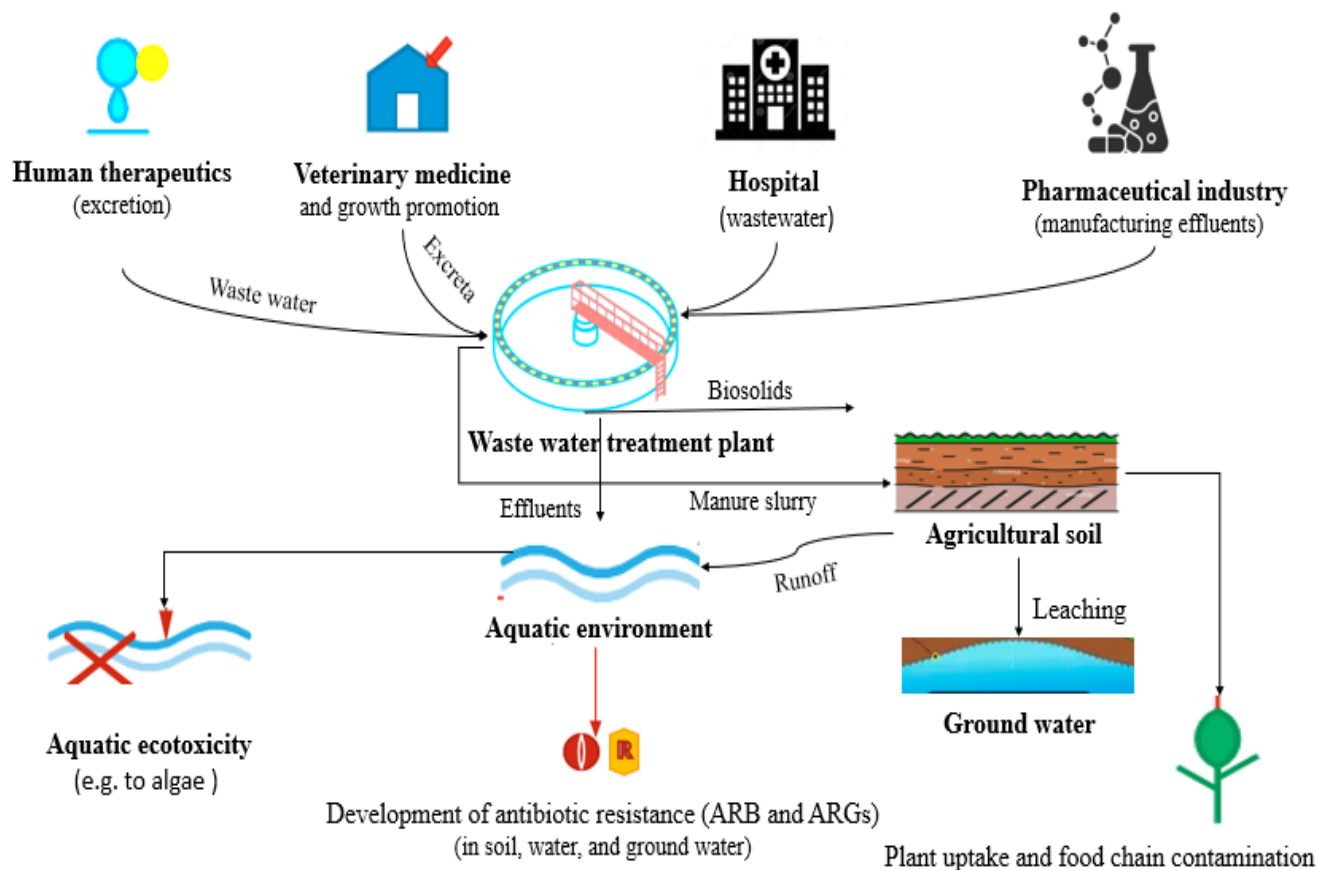 Human therapeutics
(excretion)
Veterinary medicine
and growth promotion
Hospital
(wastewater)
Pharmaceutical industry
(manufacturing effluents)
Waste water
Excreta
Biosolids
Waste water treatment plant
Effluents
Manure slurry
Agricultural soil
Runoff
Leaching
Aquatic environment
Ground water
Aquatic ecotoxicity
(e.g. to algae )
R
Development of antibiotic resistance (ARB and ARGs)
(in soil, water, and ground water)
Plant uptake and food chain contamination